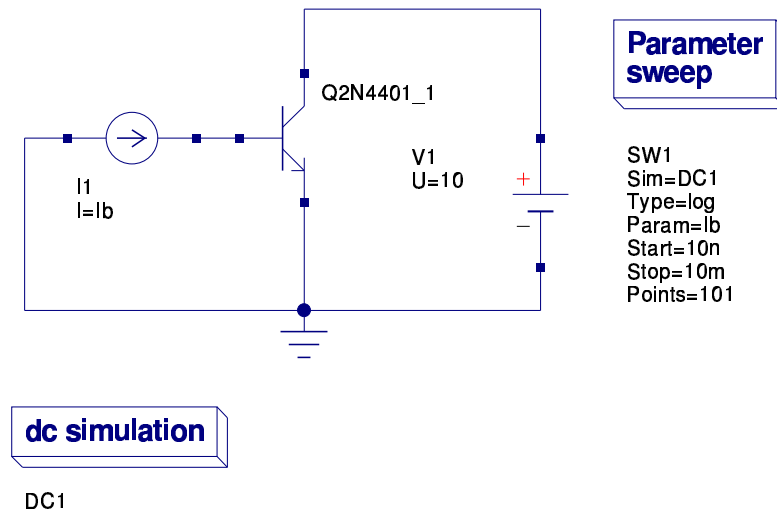 Q2N4401_1
I1
I=Ib
V1
U=10
+
−
Parameter
sweep
SW1
Sim=DC1
Type=log
Param=Ib
Start=10n
Stop=10m
Points=101
dc simulation
DC1